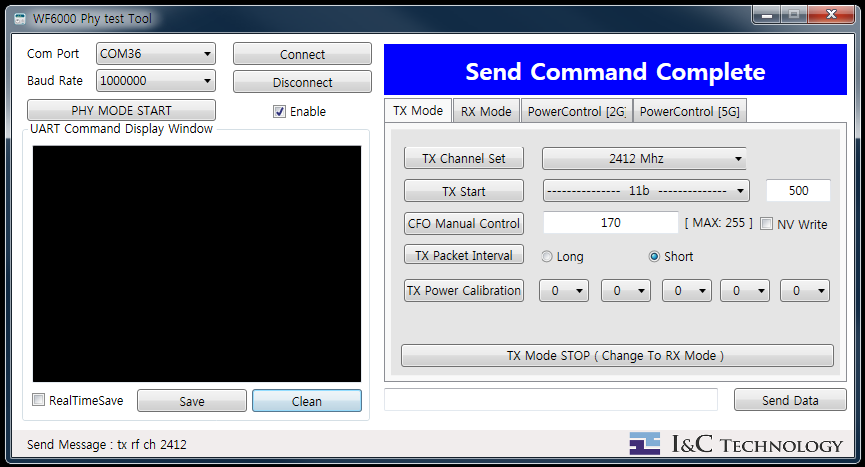 WF6000 Phy test Tool
Com Port COM36 Connect
Baud Rate 1000000 Disconnect
PHY MODE START Enable
UART Command Display Window
RealTimeSave Save Clean
Send Command Complete
TX Mode RX Mode PowerControl [2G] PowerControl [5G]
TX Channel Set 2412 Mhz
TX Start --------------- 11b -------------- 500
CFO Manual Control 170 [ MAX: 255 ] NV Write
TX Packet Interval Long Short
TX Power Calibration 0 0 0 0 0
TX Mode STOP ( Change To RX Mode )
Send Data
Send Message : tx rf ch 2412
I&C TECHNOLOGY